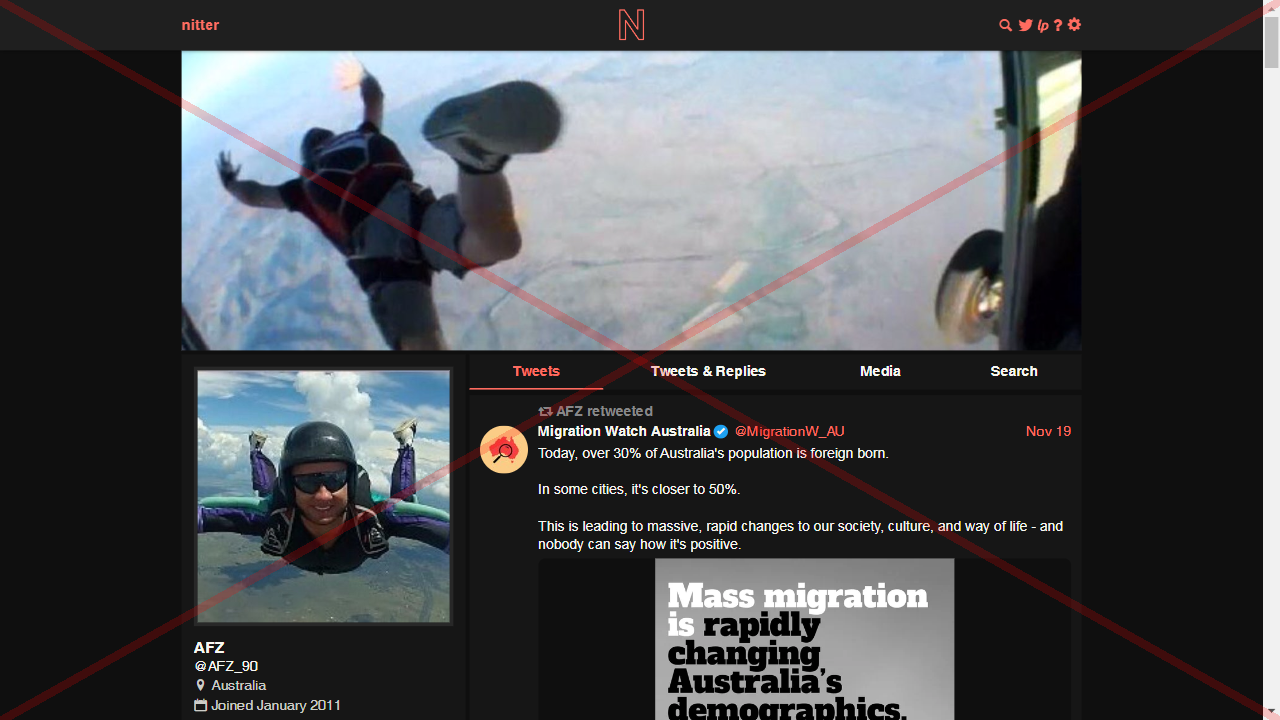 nitter
N
lp ?
Tweets
Tweets & Replies
Media
Search
AFZ retweeted
Migration Watch Australia @MigrationW_AU Nov 19
Today, over 30% of Australia's population is foreign born.
In some cities, it's closer to 50%.
This is leading to massive, rapid changes to our society, culture, and way of life - and
nobody can say how it's positive.
Mass migration
is rapidly
changing
Australia's
demographics.
AFZ
@AFZ_90
Australia
Joined January 2011